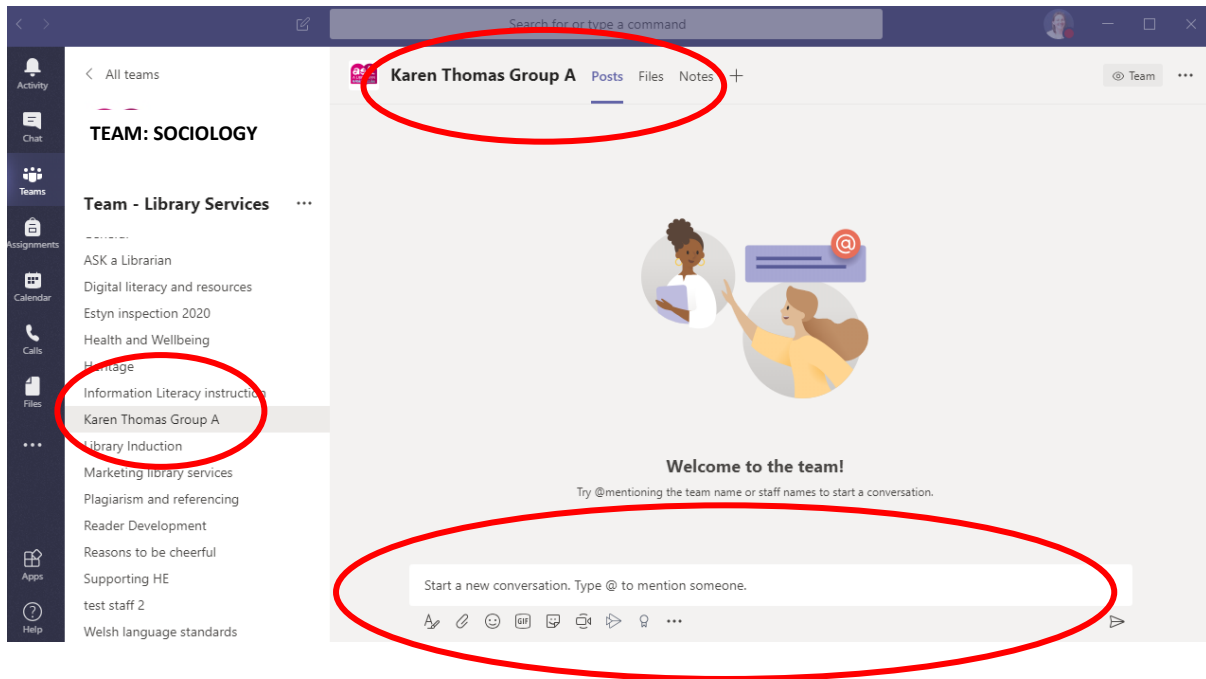 Search for or type a command
Activity
Chat
Teams
Assignments
Calendar
Calls
Files
Apps
Help
All teams
TEAM: SOCIOLOGY
Team - Library Services
ASK a Librarian
Digital literacy and resources
Estyn inspection 2020
Health and Wellbeing
Heritage
Information Literacy instruction
Karen Thomas Group A
Library Induction
Marketing library services
Plagiarism and referencing
Reader Development
Reasons to be cheerful
Supporting HE
test staff 2
Welsh language standards
Karen Thomas Group A Posts Files Notes
Team
@
Welcome to the team!
Try @mentioning the team name or staff names to start a conversation.
Start a new conversation. Type @ to mention someone.
GIF